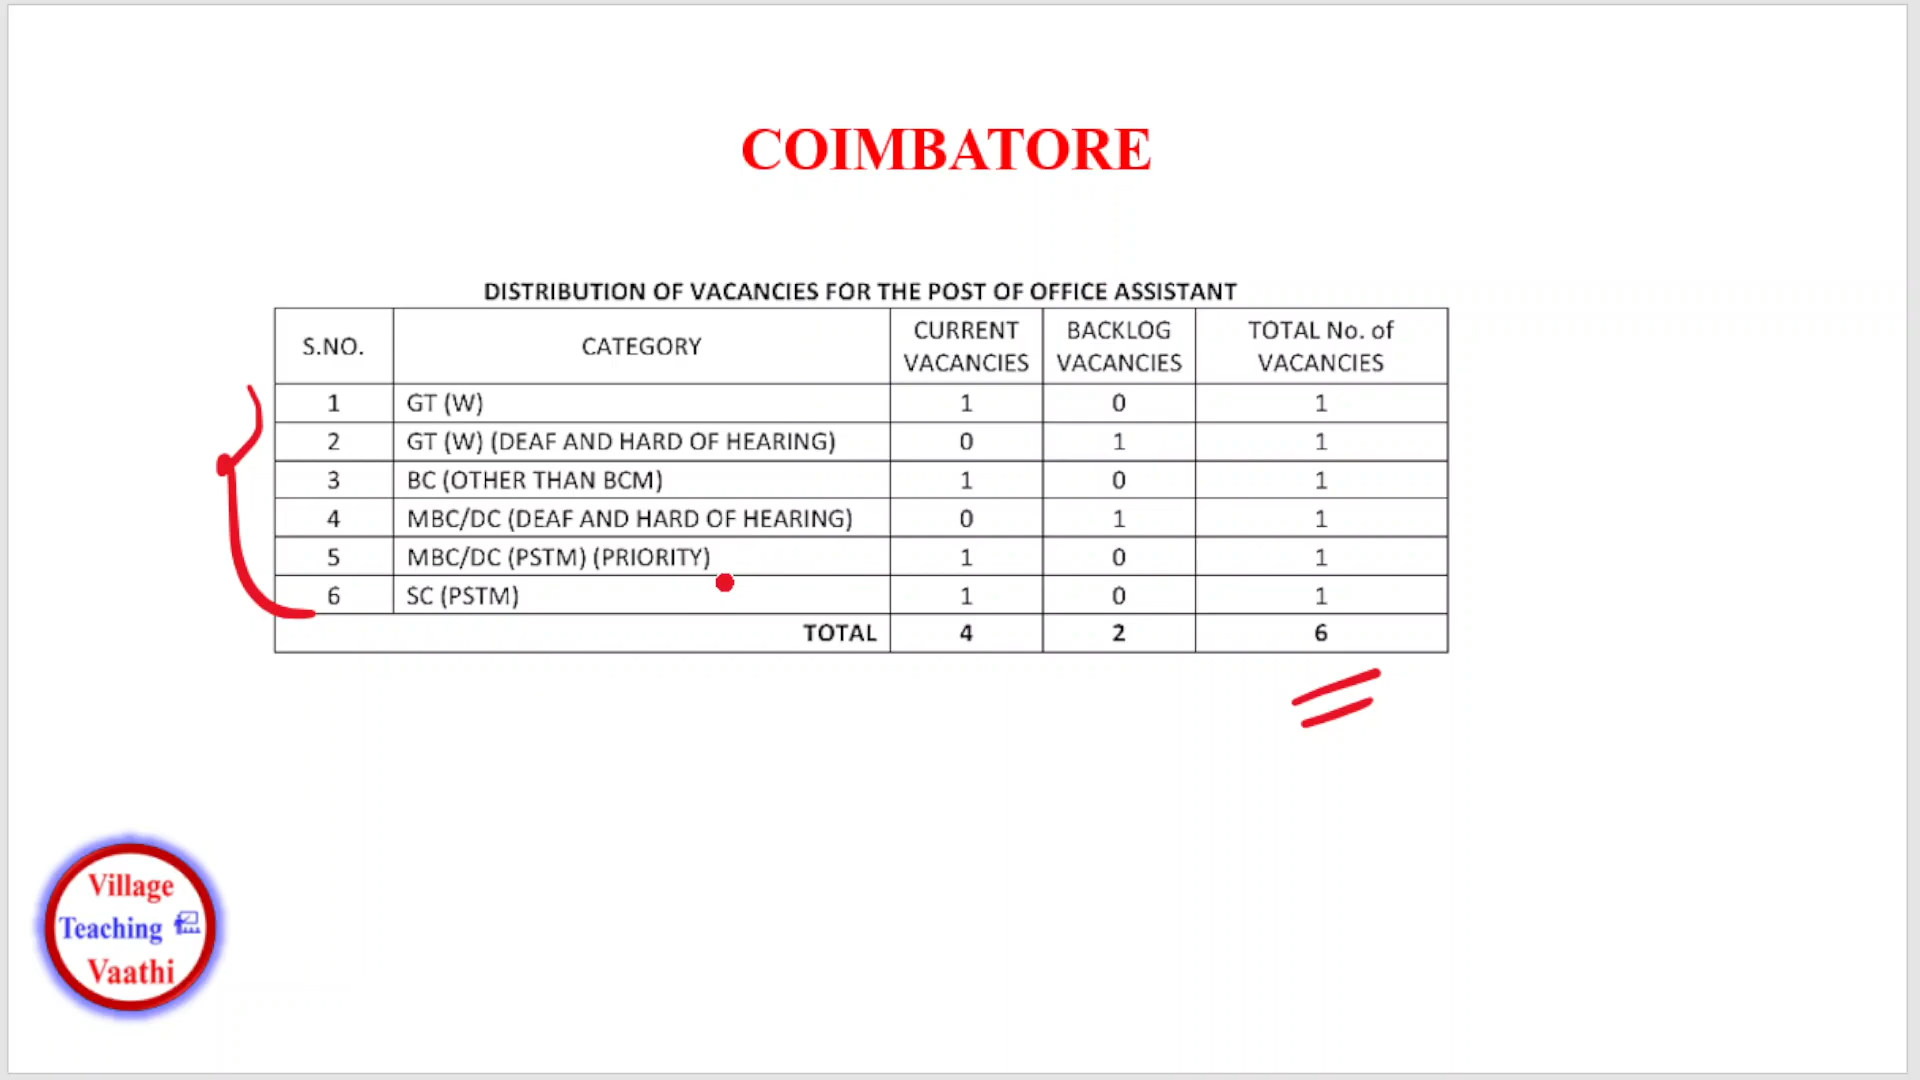 COIMBATORE
DISTRIBUTION OF VACANCIES FOR THE POST OF OFFICE ASSISTANT
S.NO. CATEGORY CURRENT VACANCIES BACKLOG VACANCIES TOTAL No. of VACANCIES
1 GT (W) 1 0 1
2 GT (W) (DEAF AND HARD OF HEARING) 0 1 1
3 BC (OTHER THAN BCM) 1 0 1
4 MBC/DC (DEAF AND HARD OF HEARING) 0 1 1
5 MBC/DC (PSTM) (PRIORITY) 1 0 1
6 SC (PSTM) 1 0 1
TOTAL 4 2 6
Village
Teaching
Vaathi